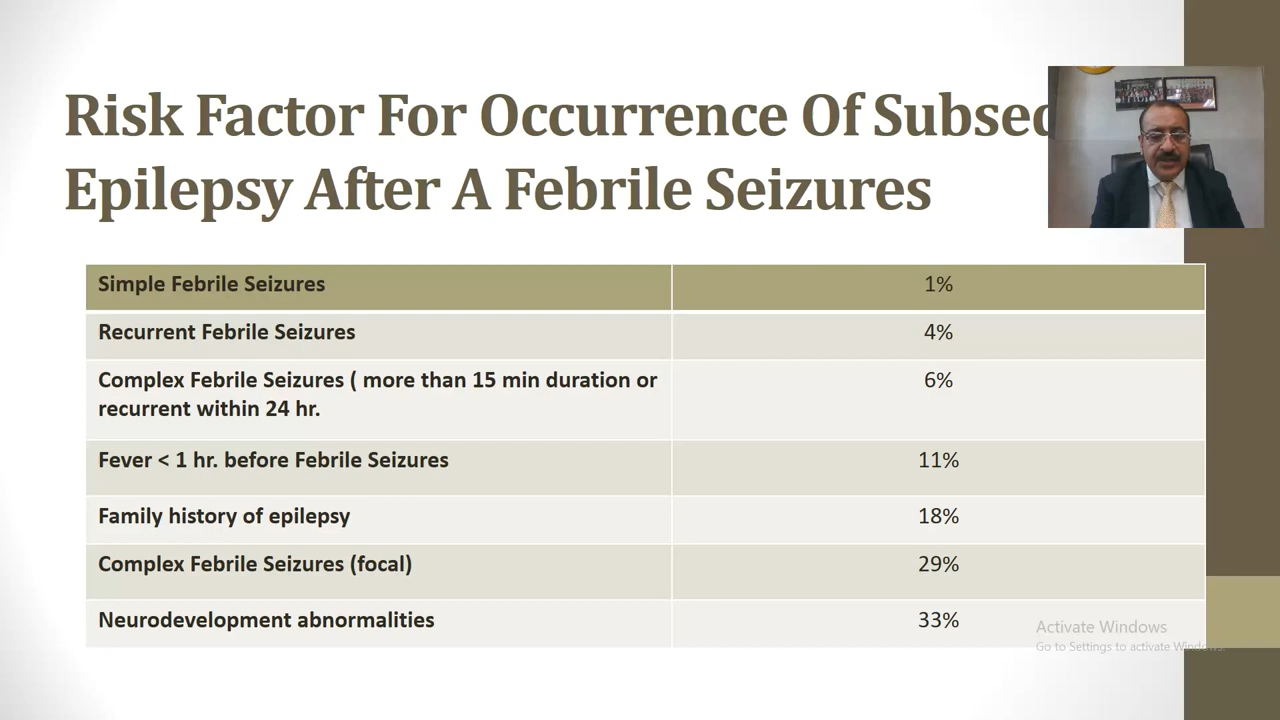 Risk Factor For Occurrence Of
Epilepsy After A Febrile Seizures
Simple Febrile Seizures 1%
Recurrent Febrile Seizures 4%
Complex Febrile Seizures ( more than 15 min duration or
recurrent within 24 hr. 6%
Fever < 1 hr. before Febrile Seizures 11%
Family history of epilepsy 18%
Complex Febrile Seizures (focal) 29%
Neurodevelopment abnormalities 33%
Activate Windows
Go to Settings to activate Windows.